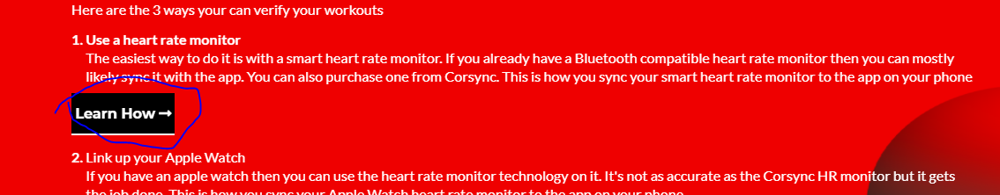 Here are the 3 ways your can verify your workouts
1. Use a heart rate monitor
The easiest way to do it is with a smart heart rate monitor. If you already have a Bluetooth compatible heart rate monitor then you can mostly
likely sync it with the app. You can also purchase one from Corsync. This is how you sync your smart heart rate monitor to the app on your phone
Learn How →
2. Link up your Apple Watch
If you have an apple watch then you can use the heart rate monitor technology on it. It's not as accurate as the Corsync HR monitor but it gets
the job done. This is how you sync your Apple Watch heart rate monitor to the app on your phone